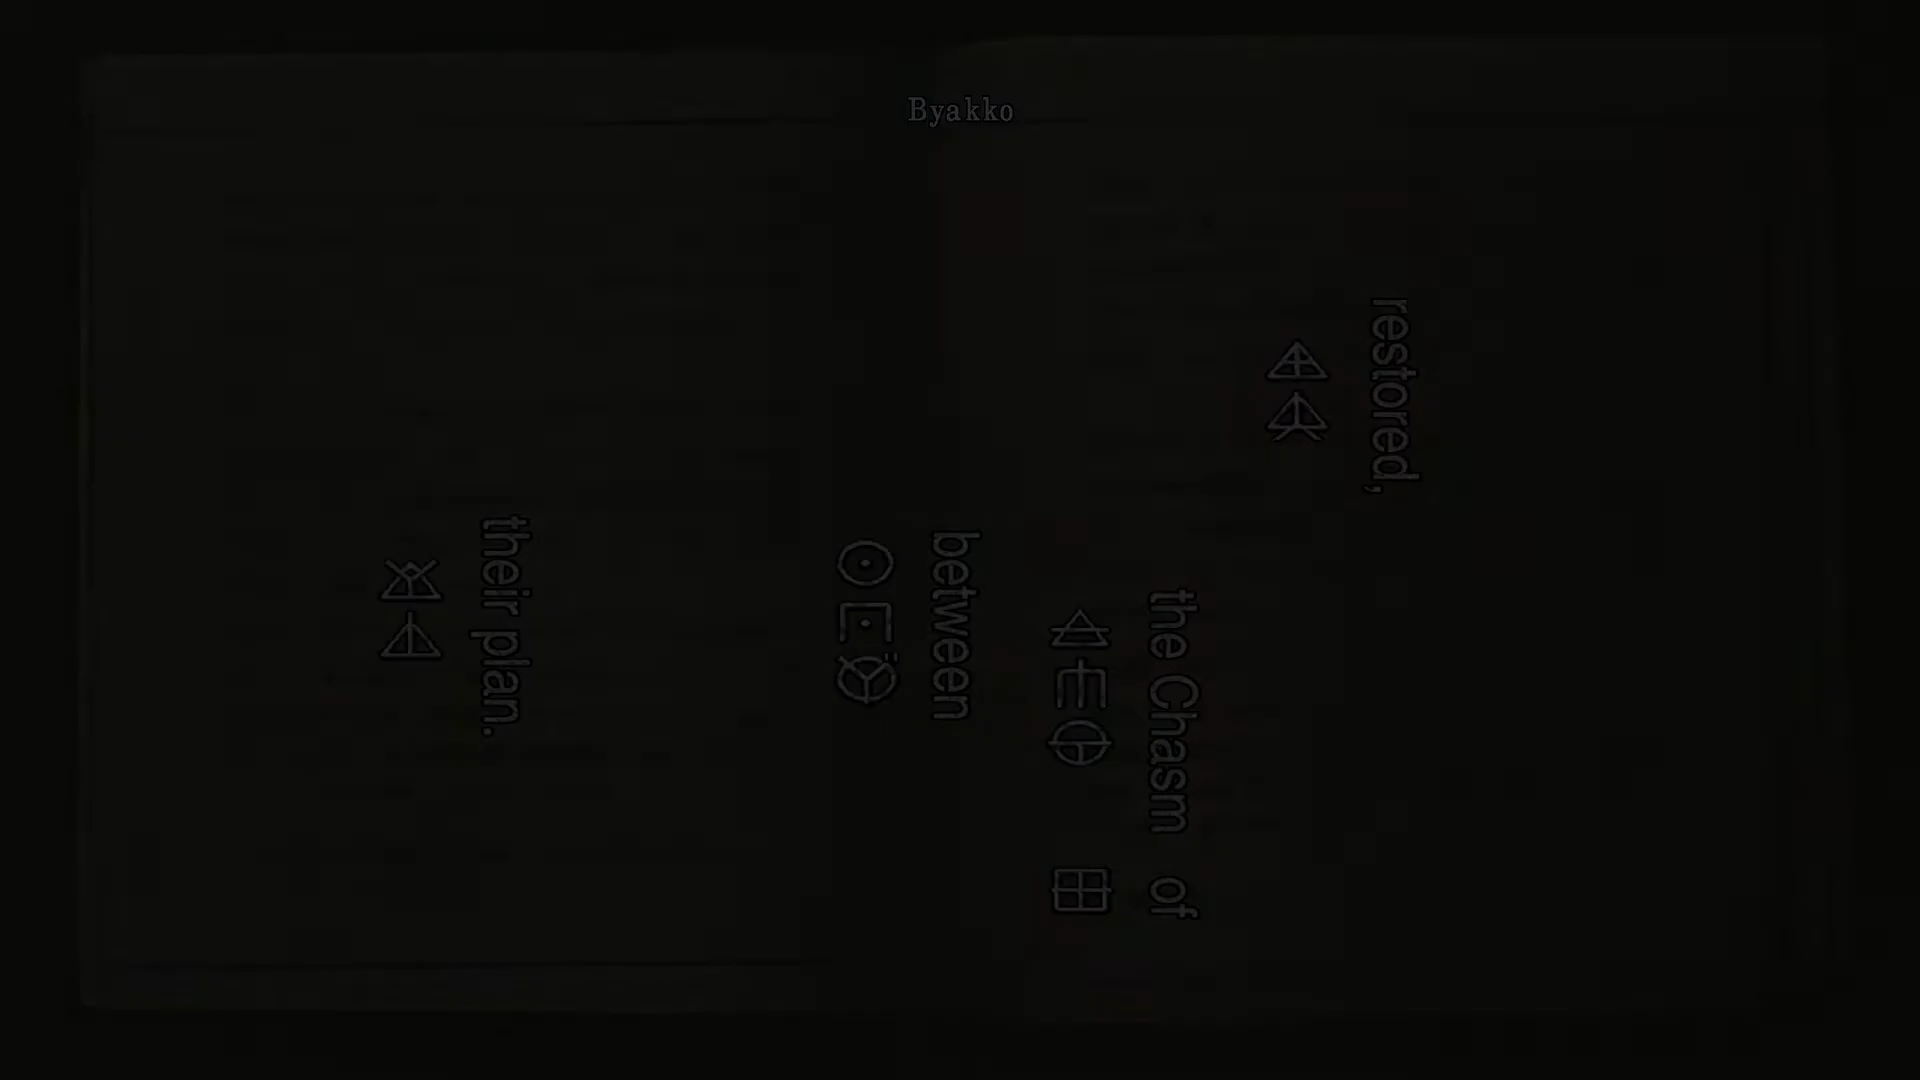 Byakko
restored,
the Chasm of
between
their plan.